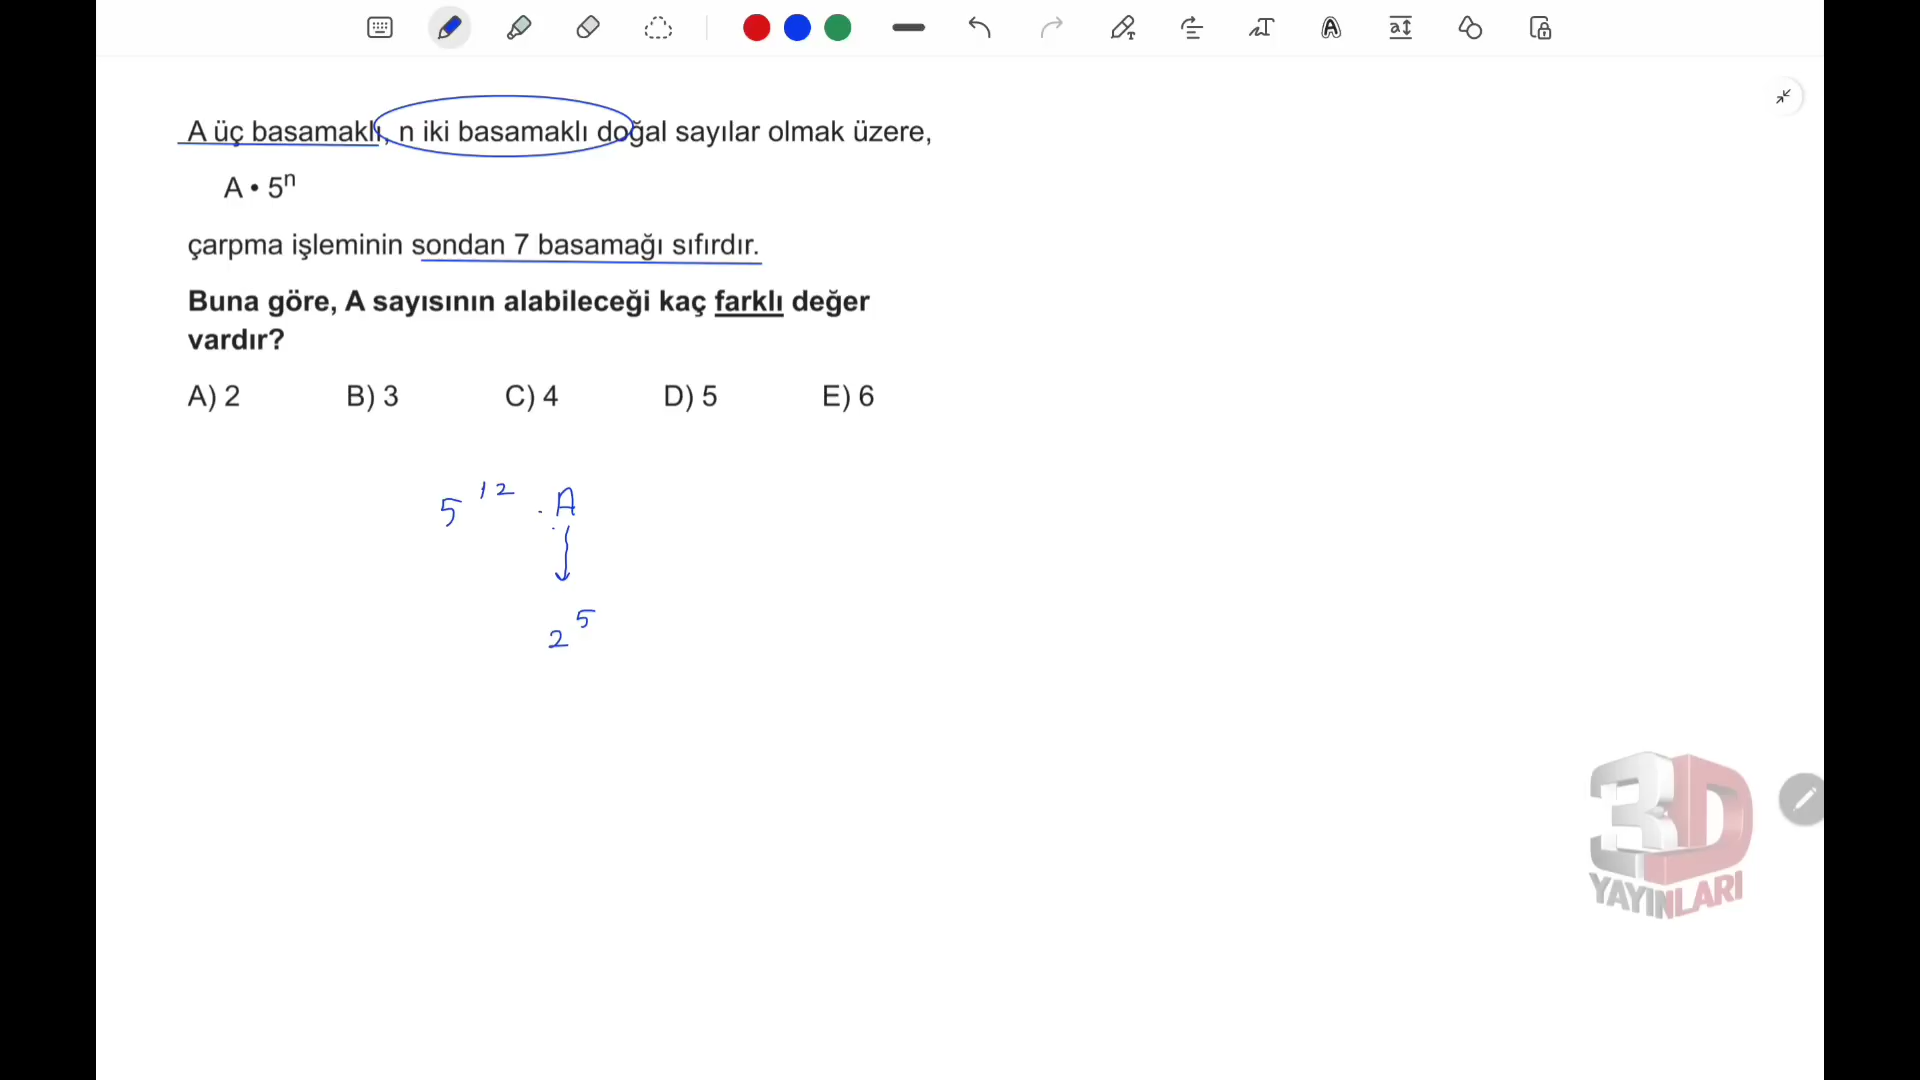 A üç basamaklı, n iki basamaklı doğal sayılar olmak üzere,
A • 5ⁿ
çarpma işleminin sondan 7 basamağı sıfırdır.
Buna göre, A sayısının alabileceği kaç farklı değer
vardır?
A) 2 B) 3 C) 4 D) 5 E) 6
5¹² . A
2⁵
3D
YAYINLARI